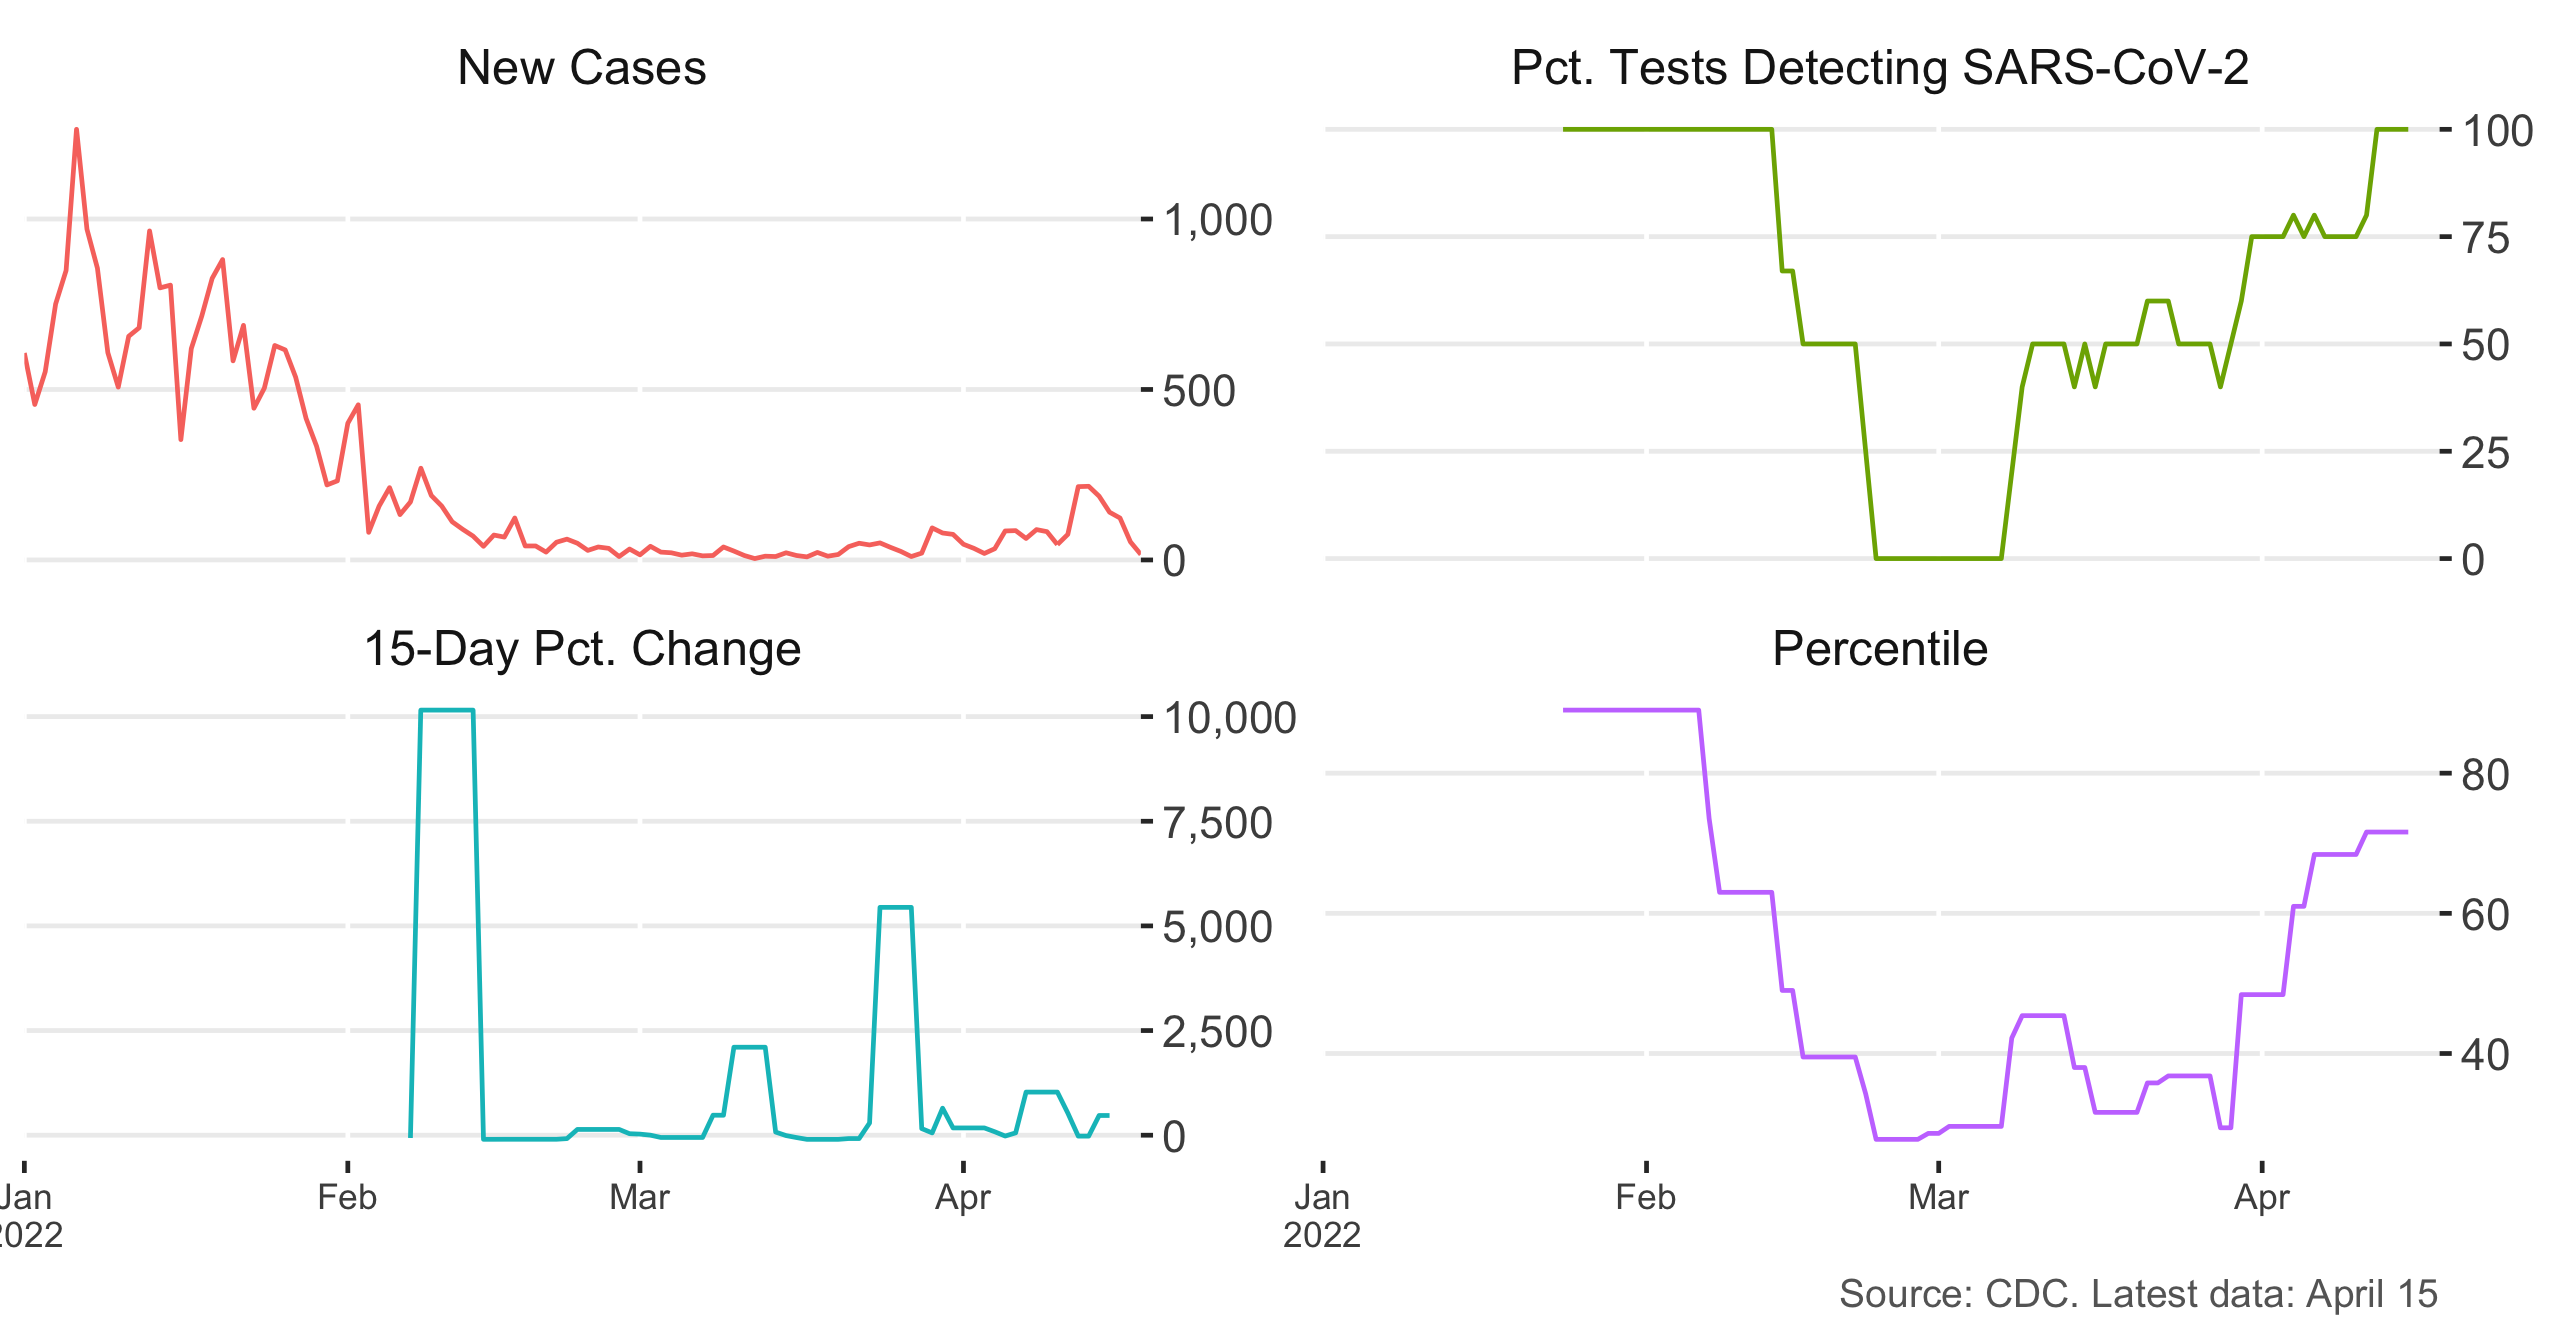 New Cases
Pct. Tests Detecting SARS-CoV-2
1,000
500
0
100
75
50
25
0
15-Day Pct. Change
Percentile
10,000
7,500
5,000
2,500
0
80
60
40
Jan
2022
Feb
Mar
Apr
Jan
2022
Feb
Mar
Apr
Source: CDC. Latest data: April 15